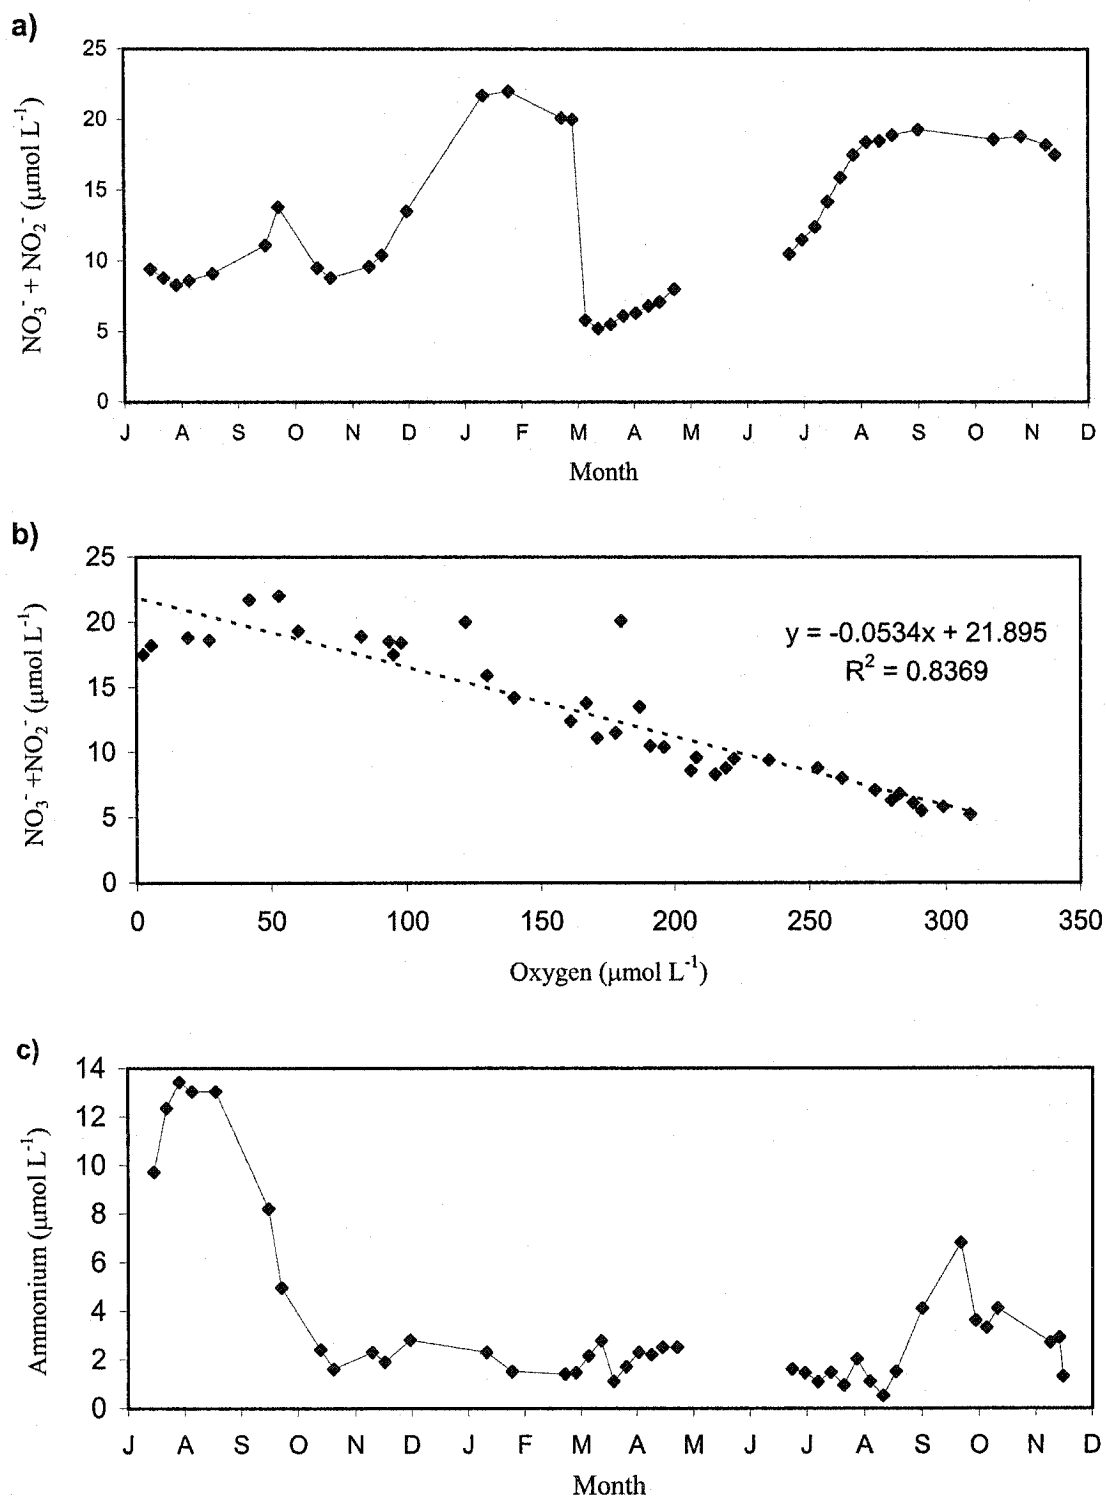 a)
25
20
15
10
5
0
NO₃⁻ + NO₂⁻ (μmol L⁻¹)
J A S O N D J F M A M J J A S O N D
Month
b)
25
20
15
10
5
0
NO₃⁻ +NO₂⁻ (μmol L⁻¹)
y = -0.0534x + 21.895
R² = 0.8369
0 50 100 150 200 250 300 350
Oxygen (μmol L⁻¹)
c)
14
12
10
8
6
4
2
0
Ammonium (μmol L⁻¹)
J A S O N D J F M A M J J A S O N D
Month